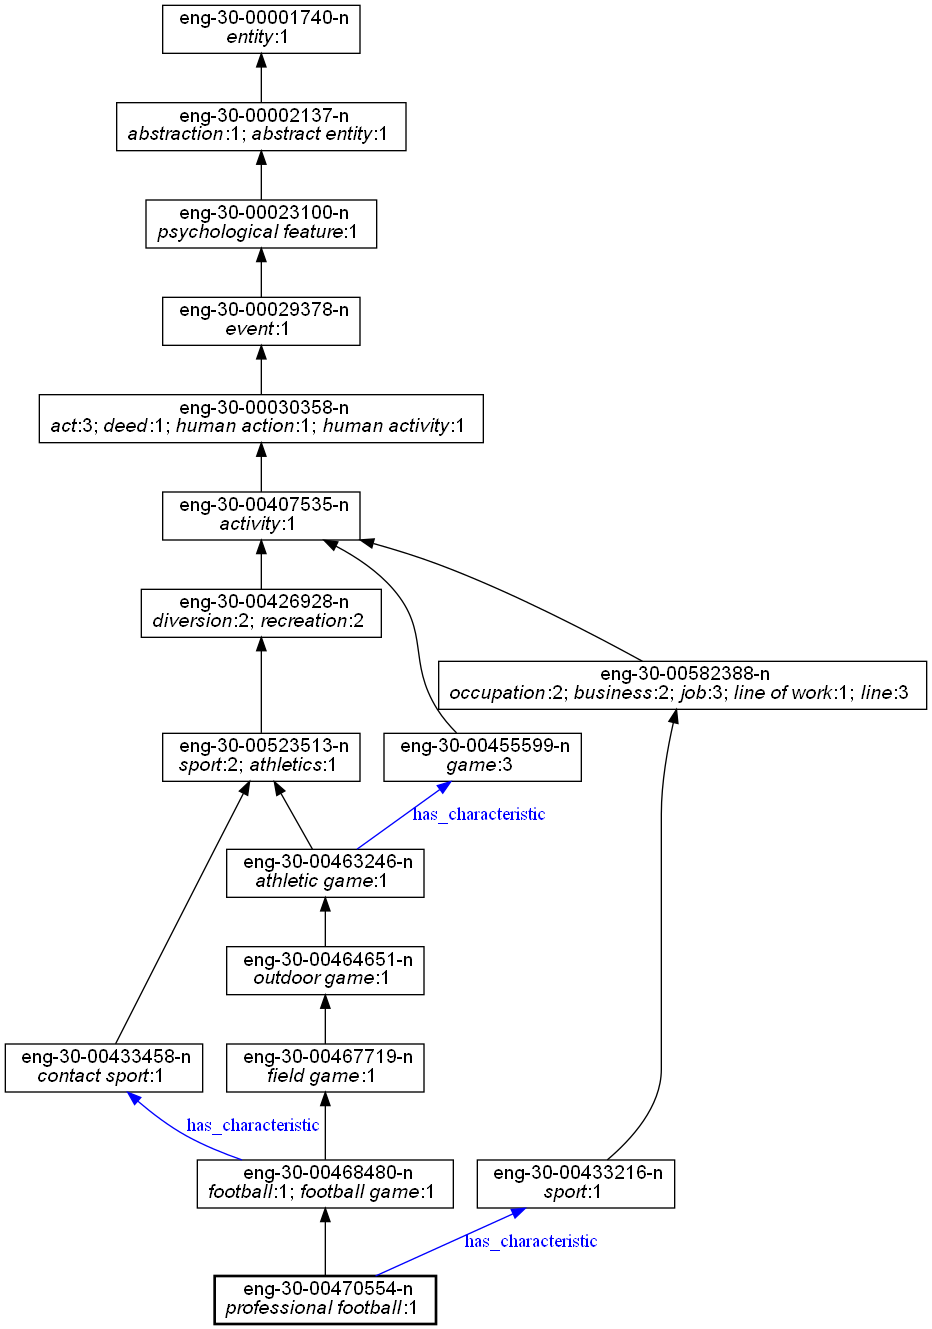 eng-30-00001740-n
entity:1
eng-30-00002137-n
abstraction:1; abstract entity:1
eng-30-00023100-n
psychological feature:1
eng-30-00029378-n
event:1
eng-30-00030358-n
act:3; deed:1; human action:1; human activity:1
eng-30-00407535-n
activity:1
eng-30-00426928-n
diversion:2; recreation:2
eng-30-00582388-n
occupation:2; business:2; job:3; line of work:1; line:3
eng-30-00523513-n
sport:2; athletics:1
eng-30-00455599-n
game:3
has_characteristic
eng-30-00463246-n
athletic game:1
eng-30-00464651-n
outdoor game:1
eng-30-00433458-n
contact sport:1
eng-30-00467719-n
field game:1
has_characteristic
eng-30-00468480-n
football:1; football game:1
eng-30-00433216-n
sport:1
has_characteristic
eng-30-00470554-n
professional football:1